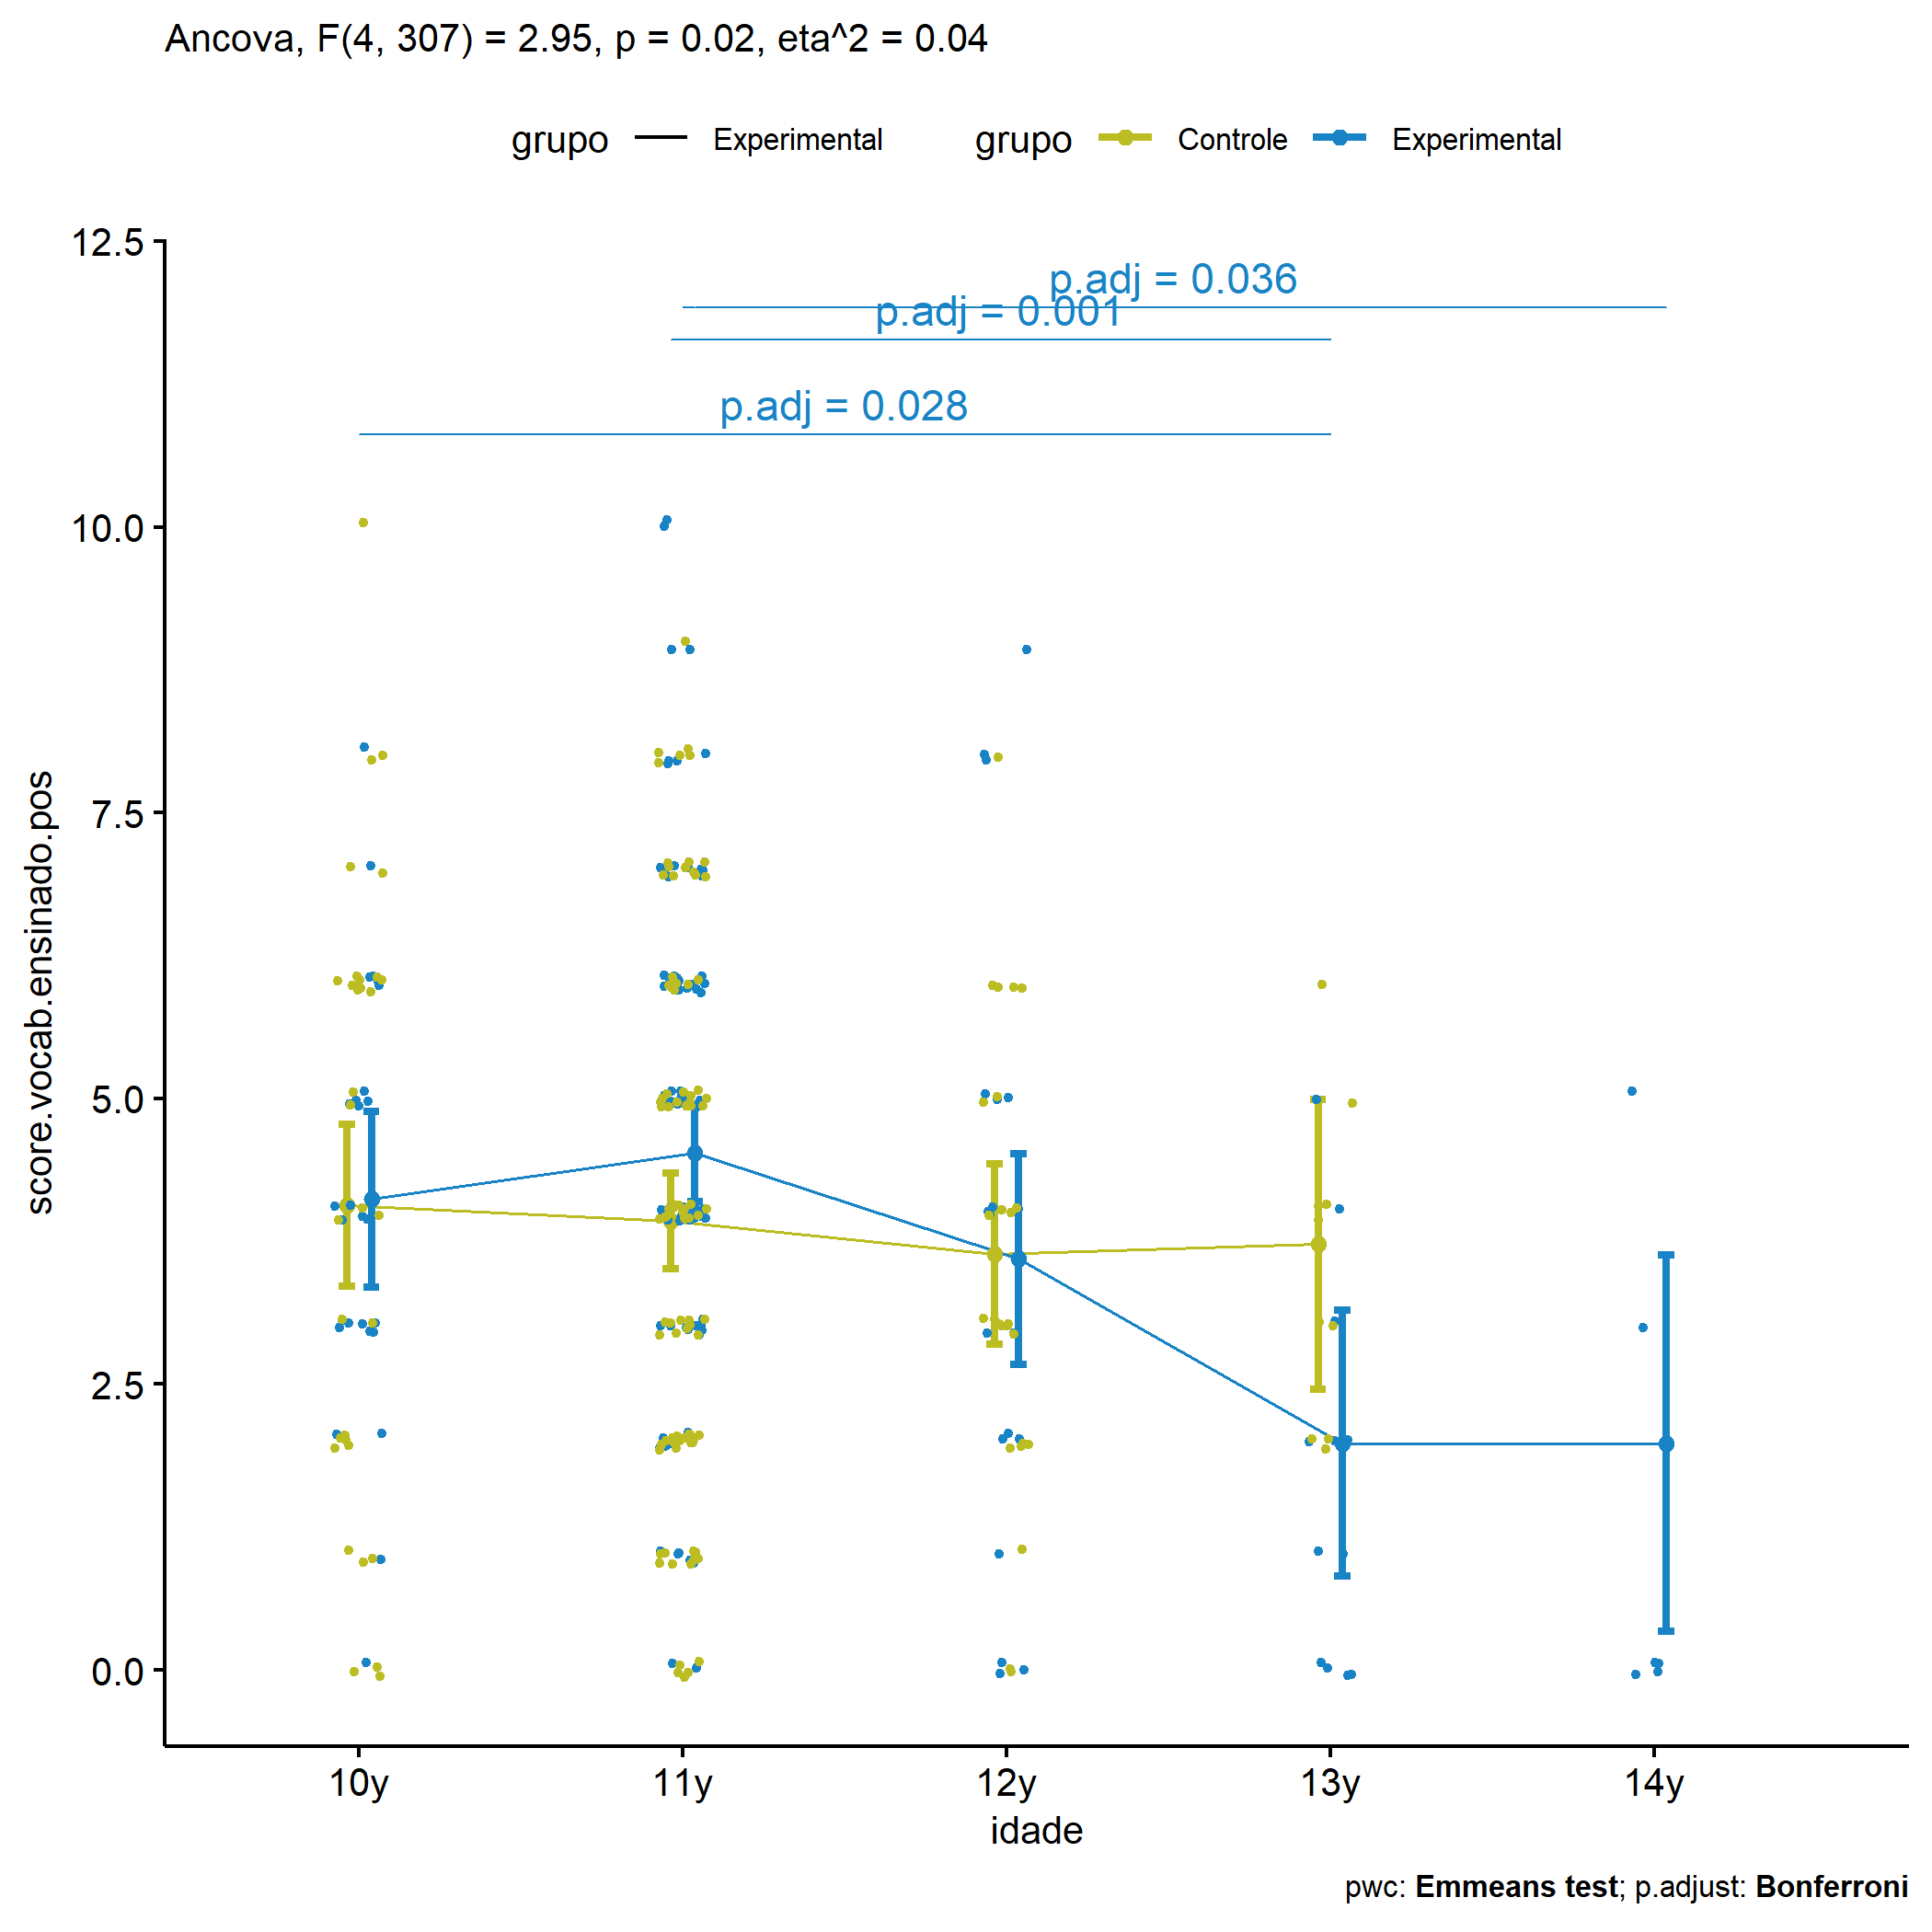 Ancova, F(4, 307) = 2.95, p = 0.02, eta^2 = 0.04
grupo Experimental grupo Controle Experimental
12.5
10.0
7.5
5.0
2.5
0.0
score.vocab.ensinado.pos
p.adj = 0.036
p.adj = 0.001
p.adj = 0.028
10y 11y 12y 13y 14y
idade
pwc: Emmeans test; p.adjust: Bonferroni